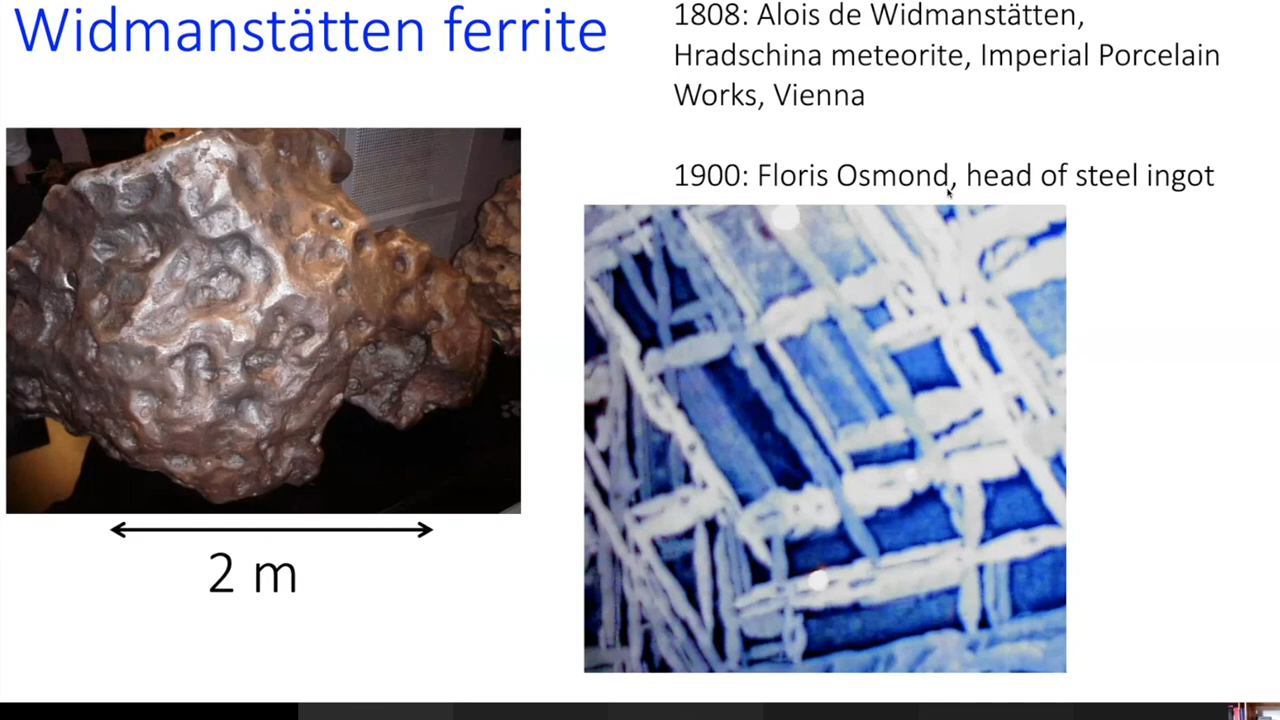 Widmanstätten ferrite
1808: Alois de Widmanstätten,
Hradschina meteorite, Imperial Porcelain
Works, Vienna
1900: Floris Osmond, head of steel ingot
2 m